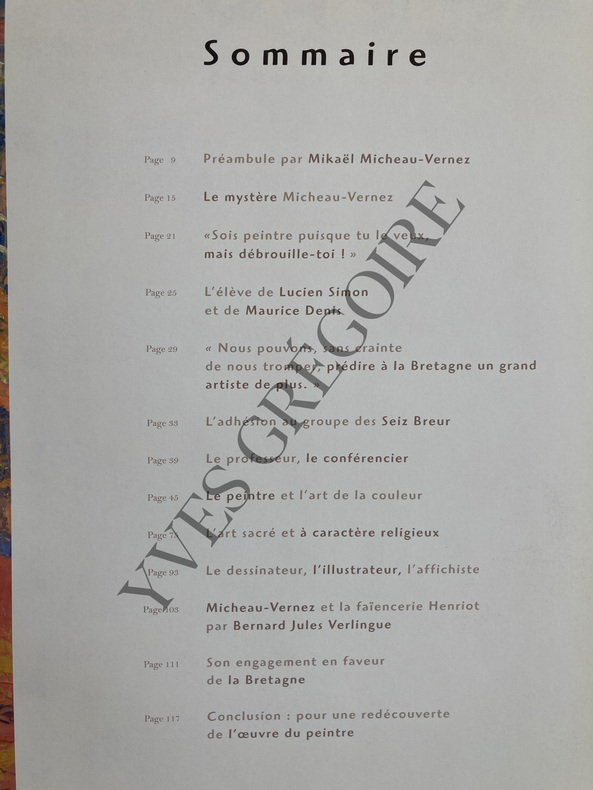 Sommaire
Page 9 Préambule par Mikaël Micheau-Vernez
Page 15 Le mystère Micheau-Vernez
Page 21 «Sois peintre puisque tu le veux,
mais débrouille-toi ! »
Page 25 L'élève de Lucien Simon
et de Maurice Denis
Page 29 « Nous pouvons, sans crainte
de nous tromper, prédire à la Bretagne un grand
artiste de plus. »
Page 33 L'adhésion au groupe des Seiz Breur
Page 39 Le professeur, le conférencier
Page 45 Le peintre et l'art de la couleur
Page 73 L'art sacré et à caractère religieux
Page 93 Le dessinateur, l'illustrateur, l'affichiste
Page 103 Micheau-Vernez et la faïencerie Henriot
par Bernard Jules Verlingue
Page 111 Son engagement en faveur
de la Bretagne
Page 117 Conclusion : pour une redécouverte
de l'œuvre du peintre
YVES GRÉGOIRE